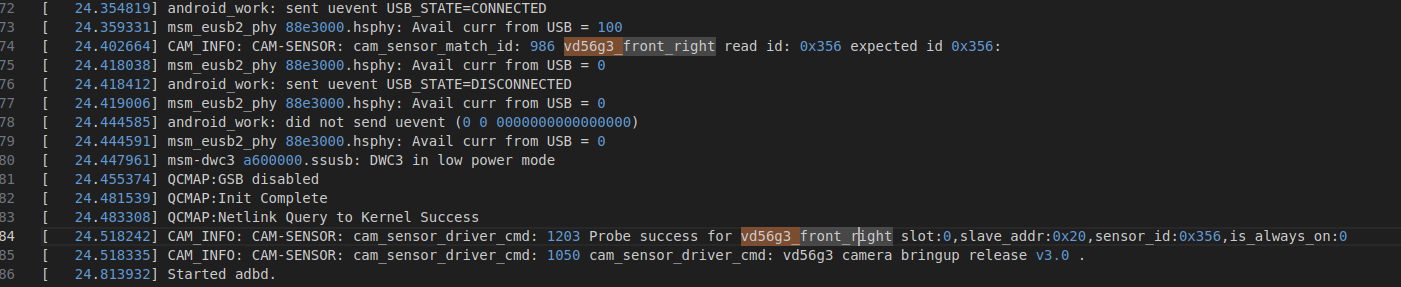 72 [   24.354819] android_work: sent uevent USB_STATE=CONNECTED
73 [   24.359331] msm_eusb2_phy 88e3000.hsphy: Avail curr from USB = 100
74 [   24.402664] CAM_INFO: CAM-SENSOR: cam_sensor_match_id: 986 vd56g3_front_right read id: 0x356 expected id 0x356:
75 [   24.418038] msm_eusb2_phy 88e3000.hsphy: Avail curr from USB = 0
76 [   24.418412] android_work: sent uevent USB_STATE=DISCONNECTED
77 [   24.419006] msm_eusb2_phy 88e3000.hsphy: Avail curr from USB = 0
78 [   24.444585] android_work: did not send uevent (0 0 0000000000000000)
79 [   24.444591] msm_eusb2_phy 88e3000.hsphy: Avail curr from USB = 0
80 [   24.447961] msm-dwc3 a600000.ssusb: DWC3 in low power mode
81 [   24.455374] QCMAP:GSB disabled
82 [   24.481539] QCMAP:Init Complete
83 [   24.483308] QCMAP:Netlink Query to Kernel Success
84 [   24.518242] CAM_INFO: CAM-SENSOR: cam_sensor_driver_cmd: 1203 Probe success for vd56g3_front_right slot:0,slave_addr:0x20,sensor_id:0x356,is_always_on:0
85 [   24.518335] CAM_INFO: CAM-SENSOR: cam_sensor_driver_cmd: 1050 cam_sensor_driver_cmd: vd56g3 camera bringup release v3.0 .
86 [   24.813932] Started adbd.